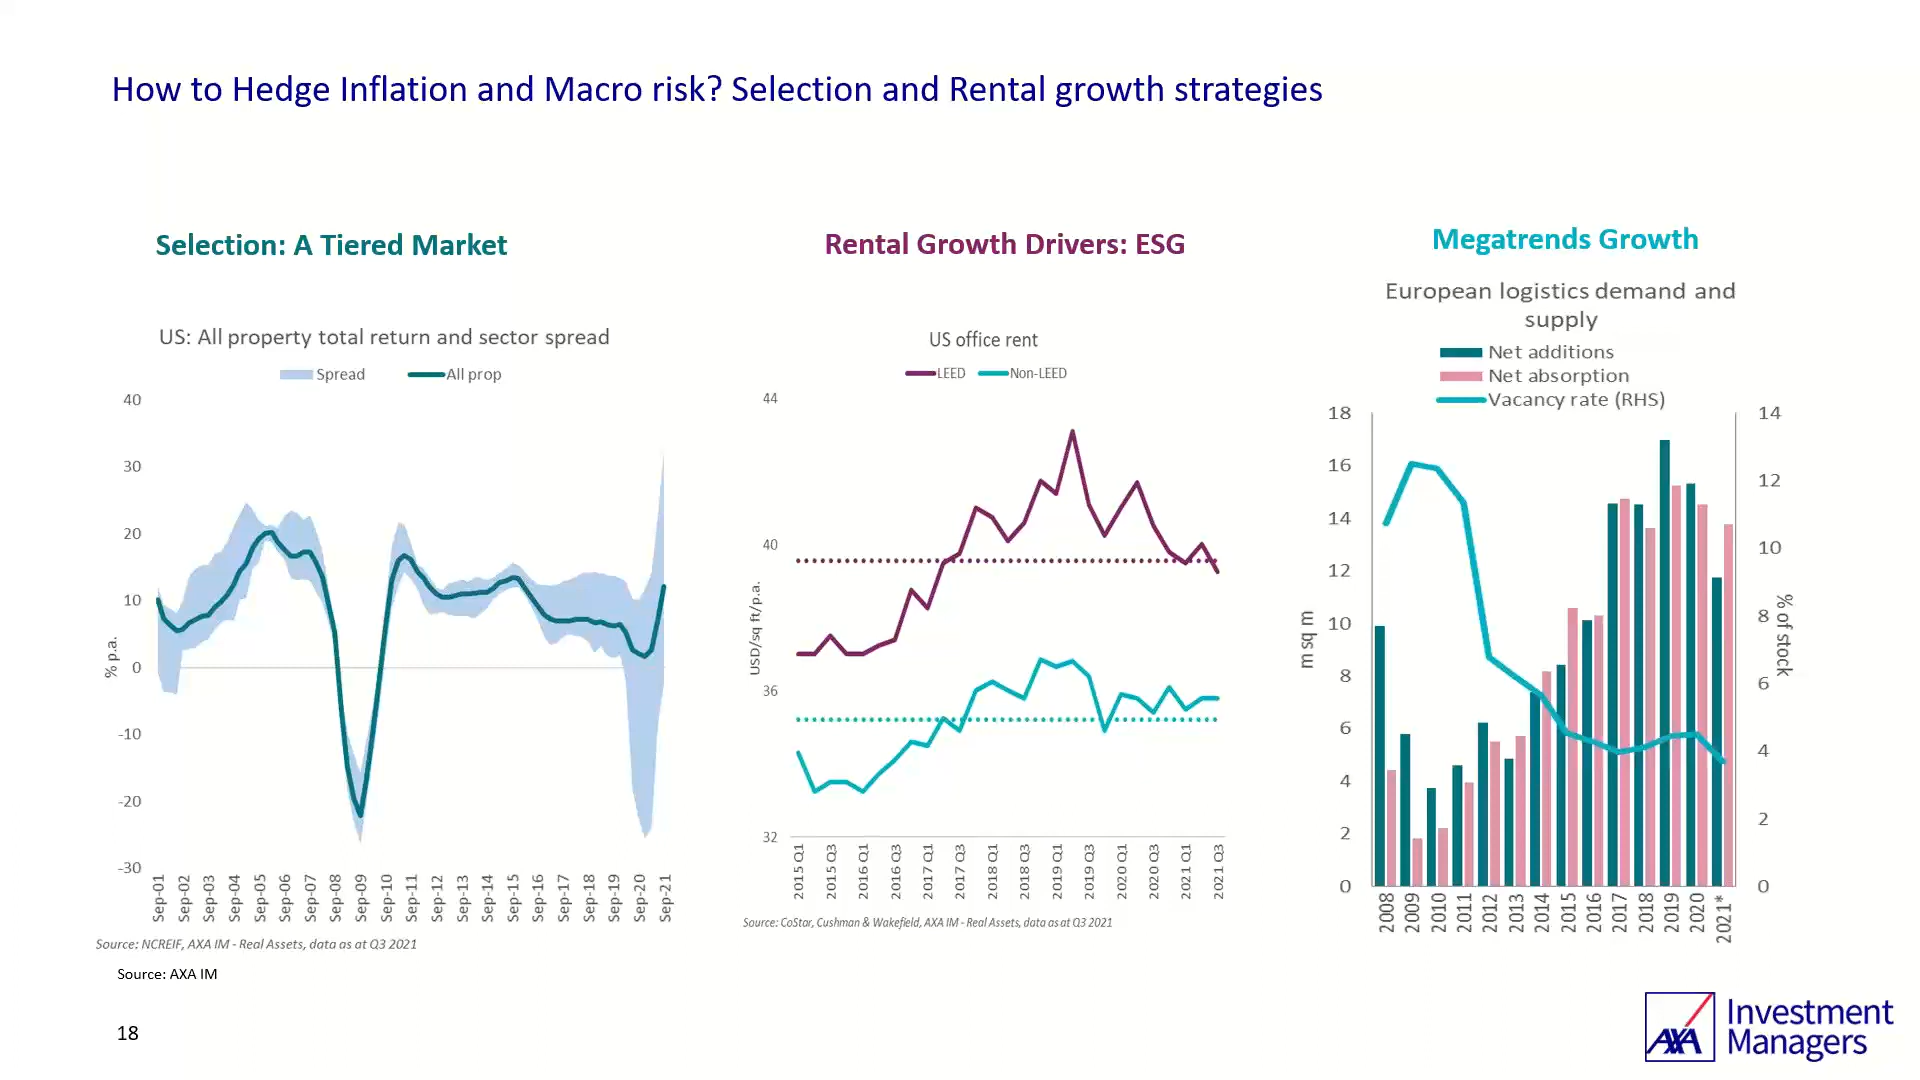 How to Hedge Inflation and Macro risk? Selection and Rental growth strategies
Selection: A Tiered Market
US: All property total return and sector spread
Spread
All prop
40
30
20
10
0
-10
-20
-30
% p.a.
Sep-01
Sep-02
Sep-03
Sep-04
Sep-05
Sep-06
Sep-07
Sep-08
Sep-09
Sep-10
Sep-11
Sep-12
Sep-13
Sep-14
Sep-15
Sep-16
Sep-17
Sep-18
Sep-19
Sep-20
Sep-21
Source: NCREIF, AXA IM - Real Assets, data as at Q3 2021
Source: AXA IM
Rental Growth Drivers: ESG
US office rent
LEED
Non-LEED
44
40
36
32
USD/sq ft/p.a.
2015 Q1
2015 Q3
2016 Q1
2016 Q3
2017 Q1
2017 Q3
2018 Q1
2018 Q3
2019 Q1
2019 Q3
2020 Q1
2020 Q3
2021 Q1
2021 Q3
Source: CoStar, Cushman & Wakefield, AXA IM - Real Assets, data as at Q3 2021
Megatrends Growth
European logistics demand and
supply
Net additions
Net absorption
Vacancy rate (RHS)
18
16
14
12
10
8
6
4
2
0
m sq m
14
12
10
8
6
4
2
0
% of stock
2008
2009
2010
2011
2012
2013
2014
2015
2016
2017
2018
2019
2020
2021*
18
AXA
Investment
Managers